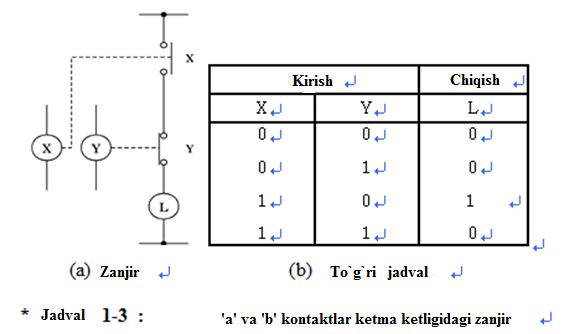 X
X
Y
Y
L
(a) Zanjir
Kirish Chiqish
X Y L
0 0 0
0 1 0
1 0 1
1 1 0
(b) To`g`ri jadval
* Jadval 1-3 : 'a' va 'b' kontaktlar ketma ketligidagi zanjir